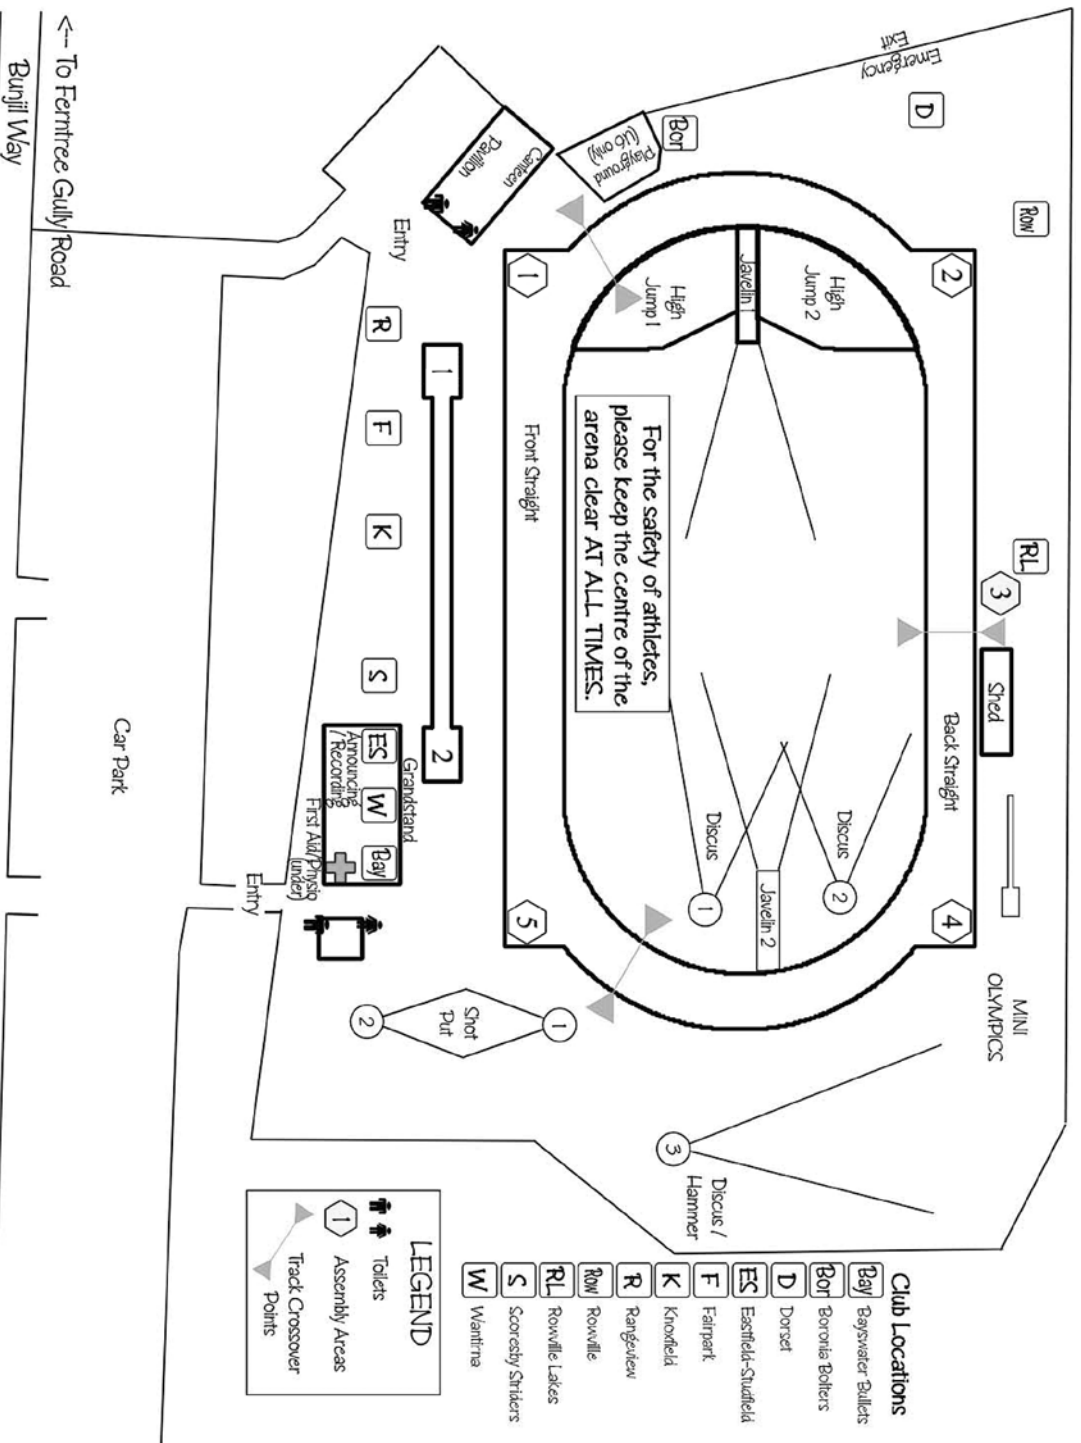 <-- To Ferntree Gully Road
Bunjil Way
Emergency
Exit
D
Row
RL
3
Shed
MINI
OLYMPICS
Bor
Playground
(U6 only)
Canteen
Pavilion
Entry
1
2
High
Jump 1
Javelin 1
High
Jump 2
Back Straight
Front Straight
For the safety of athletes,
please keep the centre of the
arena clear AT ALL TIMES.
Discus
2
Discus
1
Javelin 2
4
5
R
F
K
S
1
2
Grandstand
ES
W
Bay
Announcing
/ Recording
First Aid/Physio
(under)
Entry
Car Park
Shot
Put
1
2
3
Discus /
Hammer
Club Locations
Bay Bayswater Bullets
Bor Boronia Bolters
D Dorset
ES Eastfield-Studfield
F Fairpark
K Knoxfield
R Rangeview
Row Rowville
RL Rowville Lakes
S Scoresby Striders
W Wantirna
LEGEND
Toilets
1 Assembly Areas
Track Crossover
Points